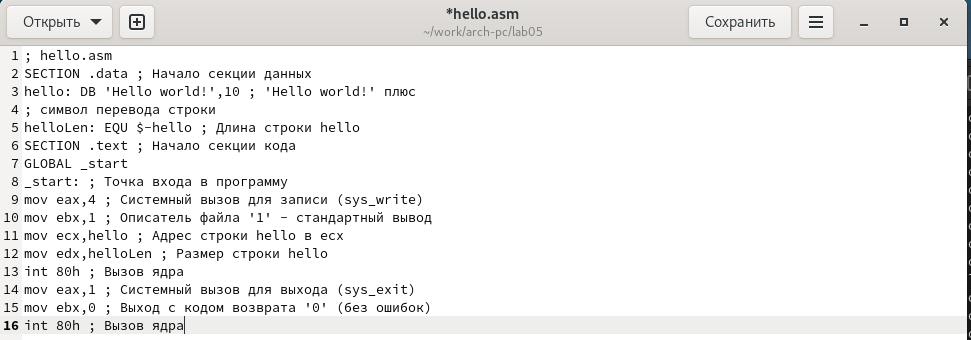 Открыть
*hello.asm
~/work/arch-pc/lab05
Сохранить
1 ; hello.asm
2 SECTION .data ; Начало секции данных
3 hello: DB 'Hello world!',10 ; 'Hello world!' плюс
4 ; символ перевода строки
5 helloLen: EQU $-hello ; Длина строки hello
6 SECTION .text ; Начало секции кода
7 GLOBAL _start
8 _start: ; Точка входа в программу
9 mov eax,4 ; Системный вызов для записи (sys_write)
10 mov ebx,1 ; Описатель файла '1' - стандартный вывод
11 mov ecx,hello ; Адрес строки hello в ecx
12 mov edx,helloLen ; Размер строки hello
13 int 80h ; Вызов ядра
14 mov eax,1 ; Системный вызов для выхода (sys_exit)
15 mov ebx,0 ; Выход с кодом возврата '0' (без ошибок)
16 int 80h ; Вызов ядра